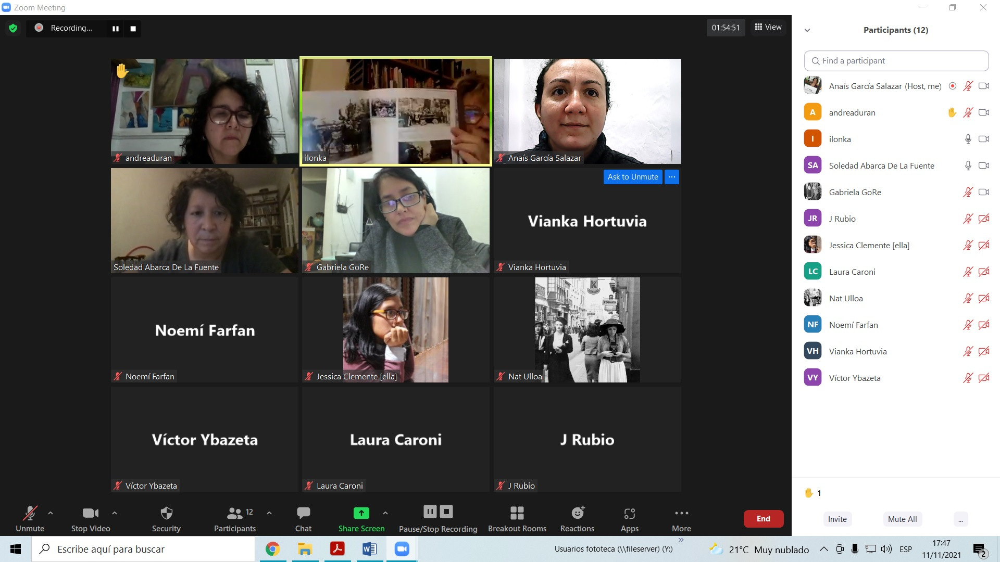 Zoom Meeting
Recording...
01:54:51
View
andreaduran
ilonka
Anaís García Salazar
Soledad Abarca De La Fuente
Gabriela GoRe
Ask to Unmute
...
Vianka Hortuvia
Vianka Hortuvia
Noemí Farfan
Noemí Farfan
Jessica Clemente [ella]
K
KODAKS
Nat Ulloa
Víctor Ybazeta
Víctor Ybazeta
Laura Caroni
Laura Caroni
J Rubio
J Rubio
Participants (12)
Find a participant
Anaís García Salazar (Host, me)
A andreaduran
I ilonka
SA Soledad Abarca De La Fuente
Gabriela GoRe
JR J Rubio
Jessica Clemente [ella]
LC Laura Caroni
Nat Ulloa
NF Noemí Farfan
VH Vianka Hortuvia
VY Víctor Ybazeta
1
Invite
Mute All
...
Unmute
Stop Video
Security
12
Participants
Chat
Share Screen
Pause/Stop Recording
Breakout Rooms
Reactions
Apps
More
End
Escribe aquí para buscar
Usuarios fototeca (\\fileserver) (Y:)
»
21°C Muy nublado
ESP
17:47
11/11/2021
2